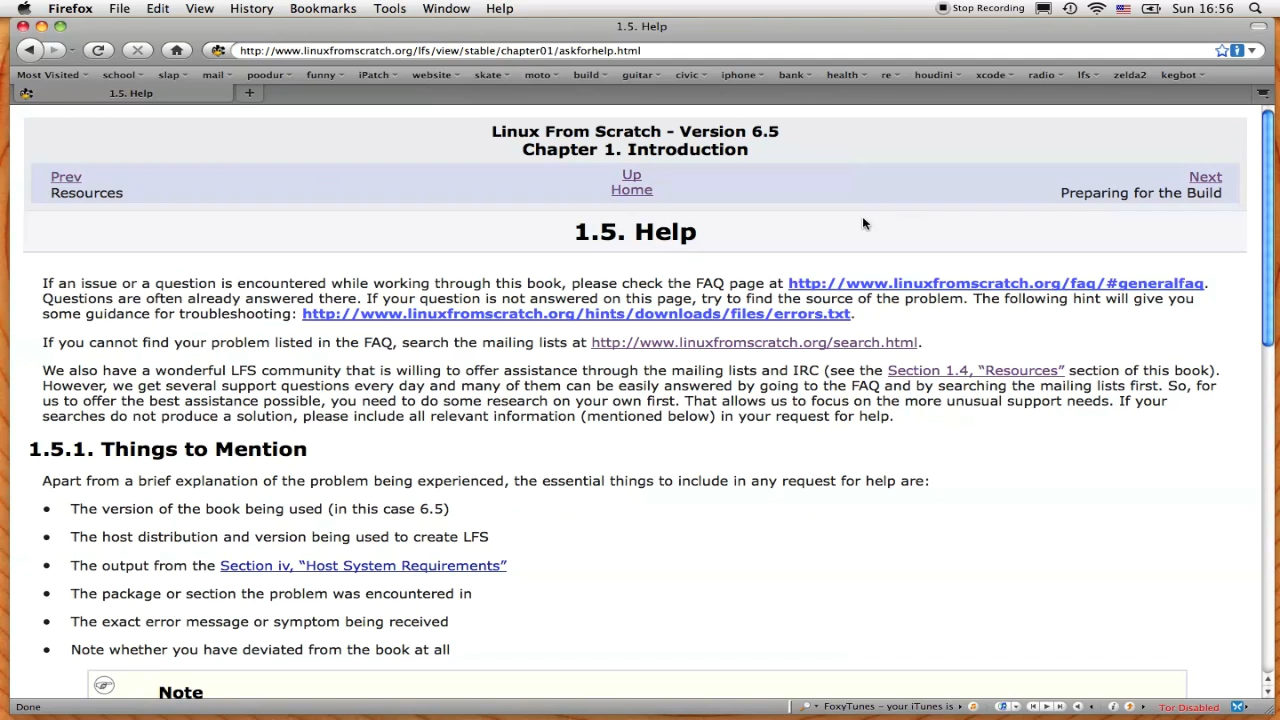 Firefox File Edit View History Bookmarks Tools Window Help Stop Recording Sun 16:56
1.5. Help
http://www.linuxfromscratch.org/lfs/view/stable/chapter01/askforhelp.html
Most Visited school slap mail poodur funny iPatch website skate moto build guitar civic iphone bank health re houdini xcode radio lfs zelda2 kegbot
1.5. Help
Linux From Scratch - Version 6.5
Chapter 1. Introduction
Prev Up Next
Resources Home Preparing for the Build
1.5. Help
If an issue or a question is encountered while working through this book, please check the FAQ page at http://www.linuxfromscratch.org/faq/#generalfaq.
Questions are often already answered there. If your question is not answered on this page, try to find the source of the problem. The following hint will give you
some guidance for troubleshooting: http://www.linuxfromscratch.org/hints/downloads/files/errors.txt.
If you cannot find your problem listed in the FAQ, search the mailing lists at http://www.linuxfromscratch.org/search.html.
We also have a wonderful LFS community that is willing to offer assistance through the mailing lists and IRC (see the Section 1.4, “Resources” section of this book).
However, we get several support questions every day and many of them can be easily answered by going to the FAQ and by searching the mailing lists first. So, for
us to offer the best assistance possible, you need to do some research on your own first. That allows us to focus on the more unusual support needs. If your
searches do not produce a solution, please include all relevant information (mentioned below) in your request for help.
1.5.1. Things to Mention
Apart from a brief explanation of the problem being experienced, the essential things to include in any request for help are:
• The version of the book being used (in this case 6.5)
• The host distribution and version being used to create LFS
• The output from the Section iv, “Host System Requirements”
• The package or section the problem was encountered in
• The exact error message or symptom being received
• Note whether you have deviated from the book at all
Note
Done FoxyTunes – your iTunes is Tor Disabled